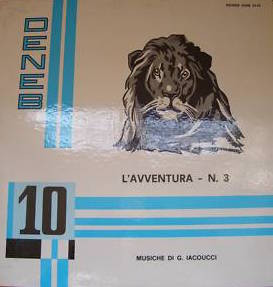 DENEB
L'AVVENTURA - N. 3
10
MUSICHE DI G. IACOUCCI